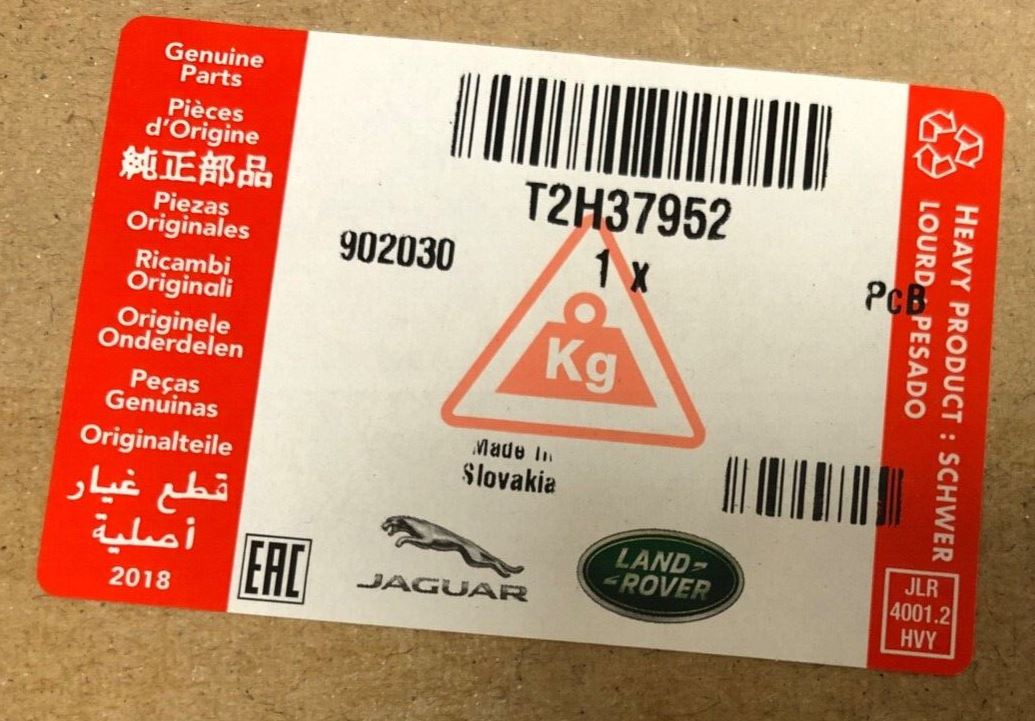 Genuine
Parts
Pièces
d'Origine
純正部品
Piezas
Originales
Ricambi
Originali
Originele
Onderdelen
Peças
Genuinas
Originalteile
قطع غيار
أصلية
2018
T2H37952
902030
1 x
PcB
Kg
Made In
Slovakia
EAC
JAGUAR
LAND-
-ROVER
HEAVY PRODUCT : SCHWER
LOURD : PESADO
JLR
4001.2
HVY